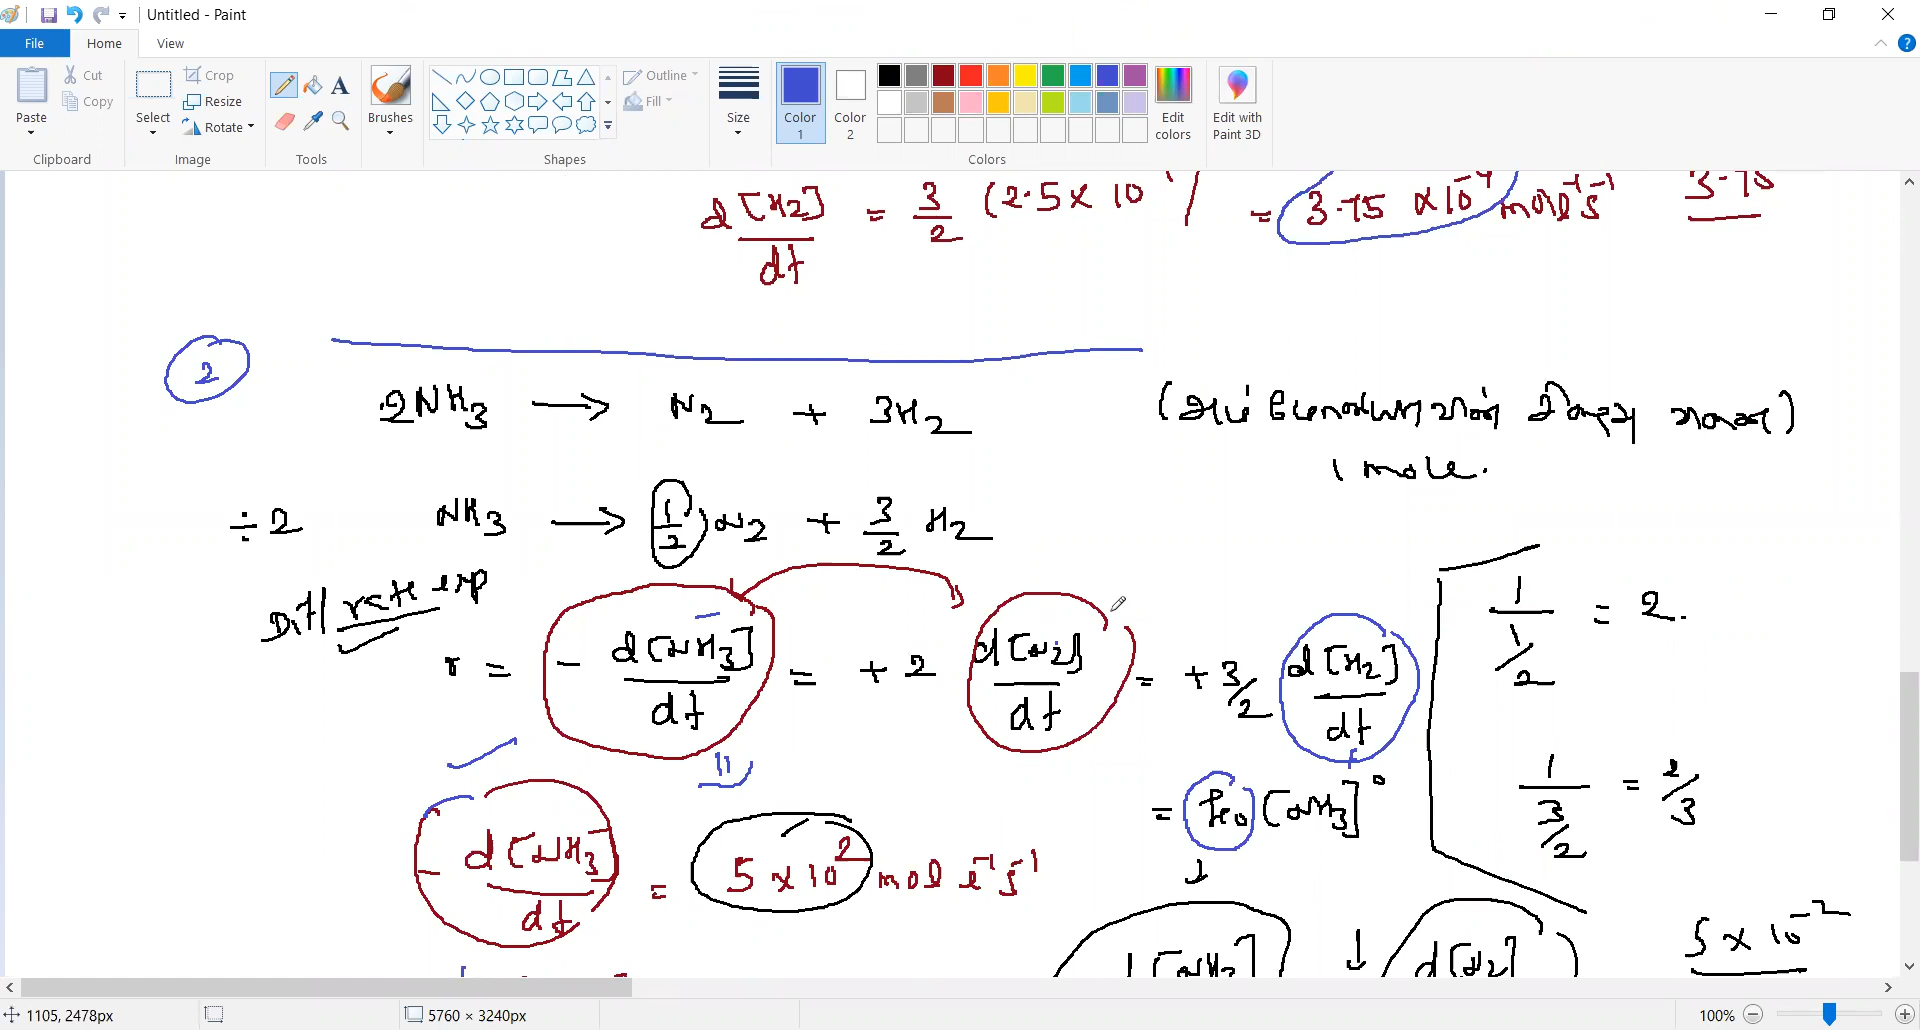 Untitled - Paint
File Home View
Cut
Copy
Paste
Clipboard
Crop
Resize
Rotate
Select
Image
Tools
Brushes
Outline
Fill
Shapes
Size
Color 1
Color 2
Edit colors
Edit with Paint 3D
Colors
d[H2]/dt = 3/2 (2.5 x 10 = 3.75 x10⁻⁴ mol l⁻¹ s⁻¹
2
2NH3 → N2 + 3H2
1 mole.
÷2 NH3 → 1/2 N2 + 3/2 H2
Diff rate exp
r = - d[NH3]/dt = + 2 d[N2]/dt = + 3/2 d[H2]/dt
1/1/2 = 2.
1/3/2 = 2/3
= k₀ [NH3]⁰
- d[NH3]/dt = 5 x 10² mol l⁻¹ s⁻¹
d[H2]
5 x 10⁻²
1105, 2478px
5760 × 3240px
100%